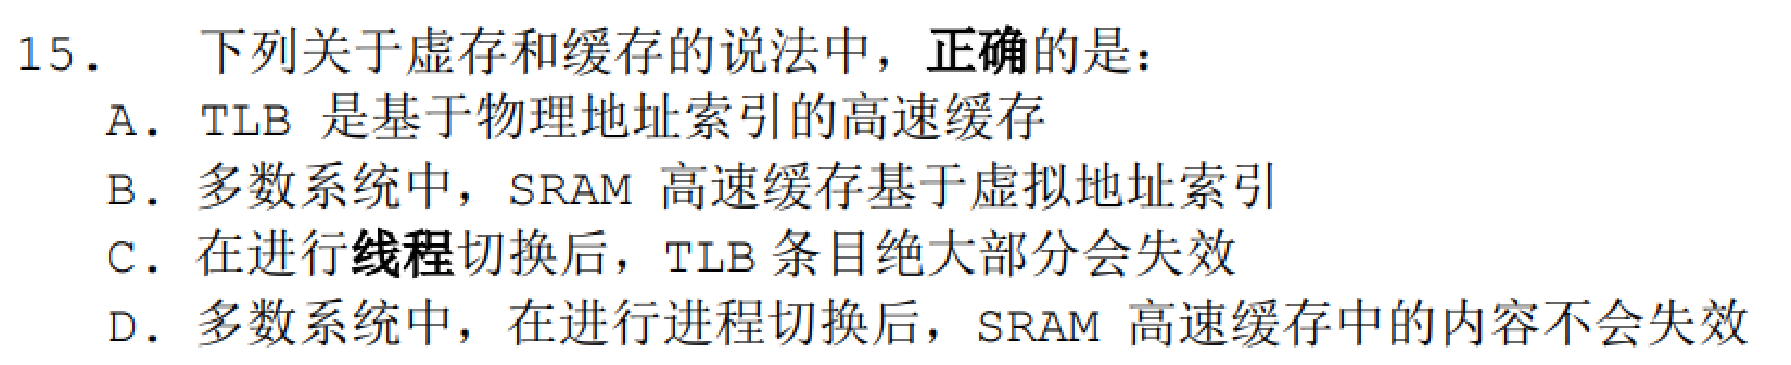 15. 下列关于虚存和缓存的说法中，正确的是：
A. TLB 是基于物理地址索引的高速缓存
B. 多数系统中，SRAM 高速缓存基于虚拟地址索引
C. 在进行线程切换后，TLB 条目绝大部分会失效
D. 多数系统中，在进行进程切换后，SRAM 高速缓存中的内容不会失效